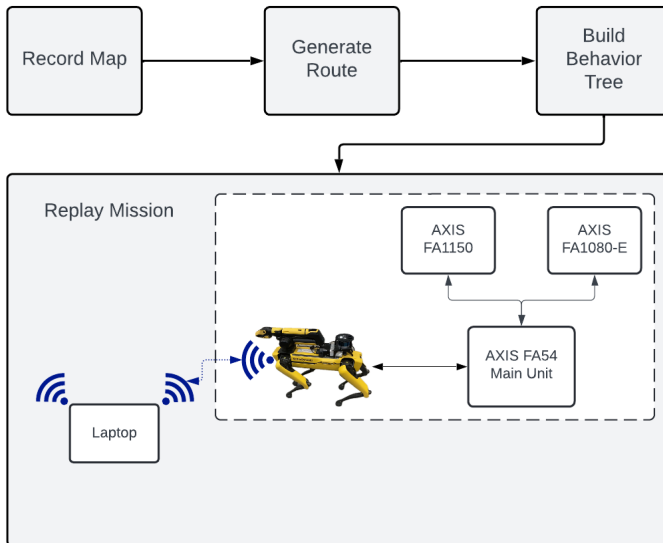 Record Map
Generate
Route
Build
Behavior
Tree
Replay Mission
AXIS
FA1150
AXIS
FA1080-E
AXIS FA54
Main Unit
Laptop